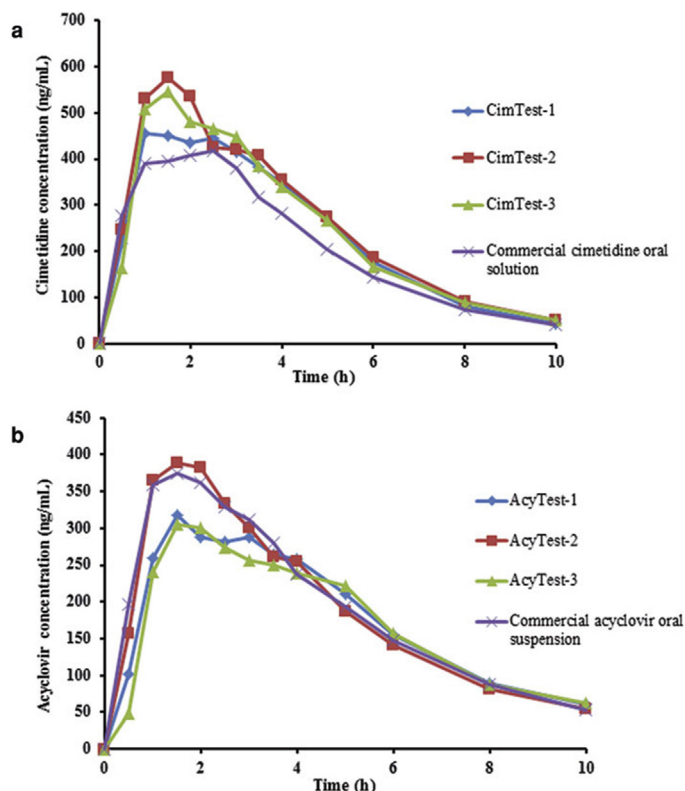 a
700
600
500
400
300
200
100
0
Cimetidine concentration (ng/mL)
0 2 4 6 8 10
Time (h)
CimTest-1
CimTest-2
CimTest-3
Commercial cimetidine oral
solution
b
450
400
350
300
250
200
150
100
50
0
Acyclovir concentration (ng/mL)
0 2 4 6 8 10
Time (h)
AcyTest-1
AcyTest-2
AcyTest-3
Commercial acyclovir oral
suspension